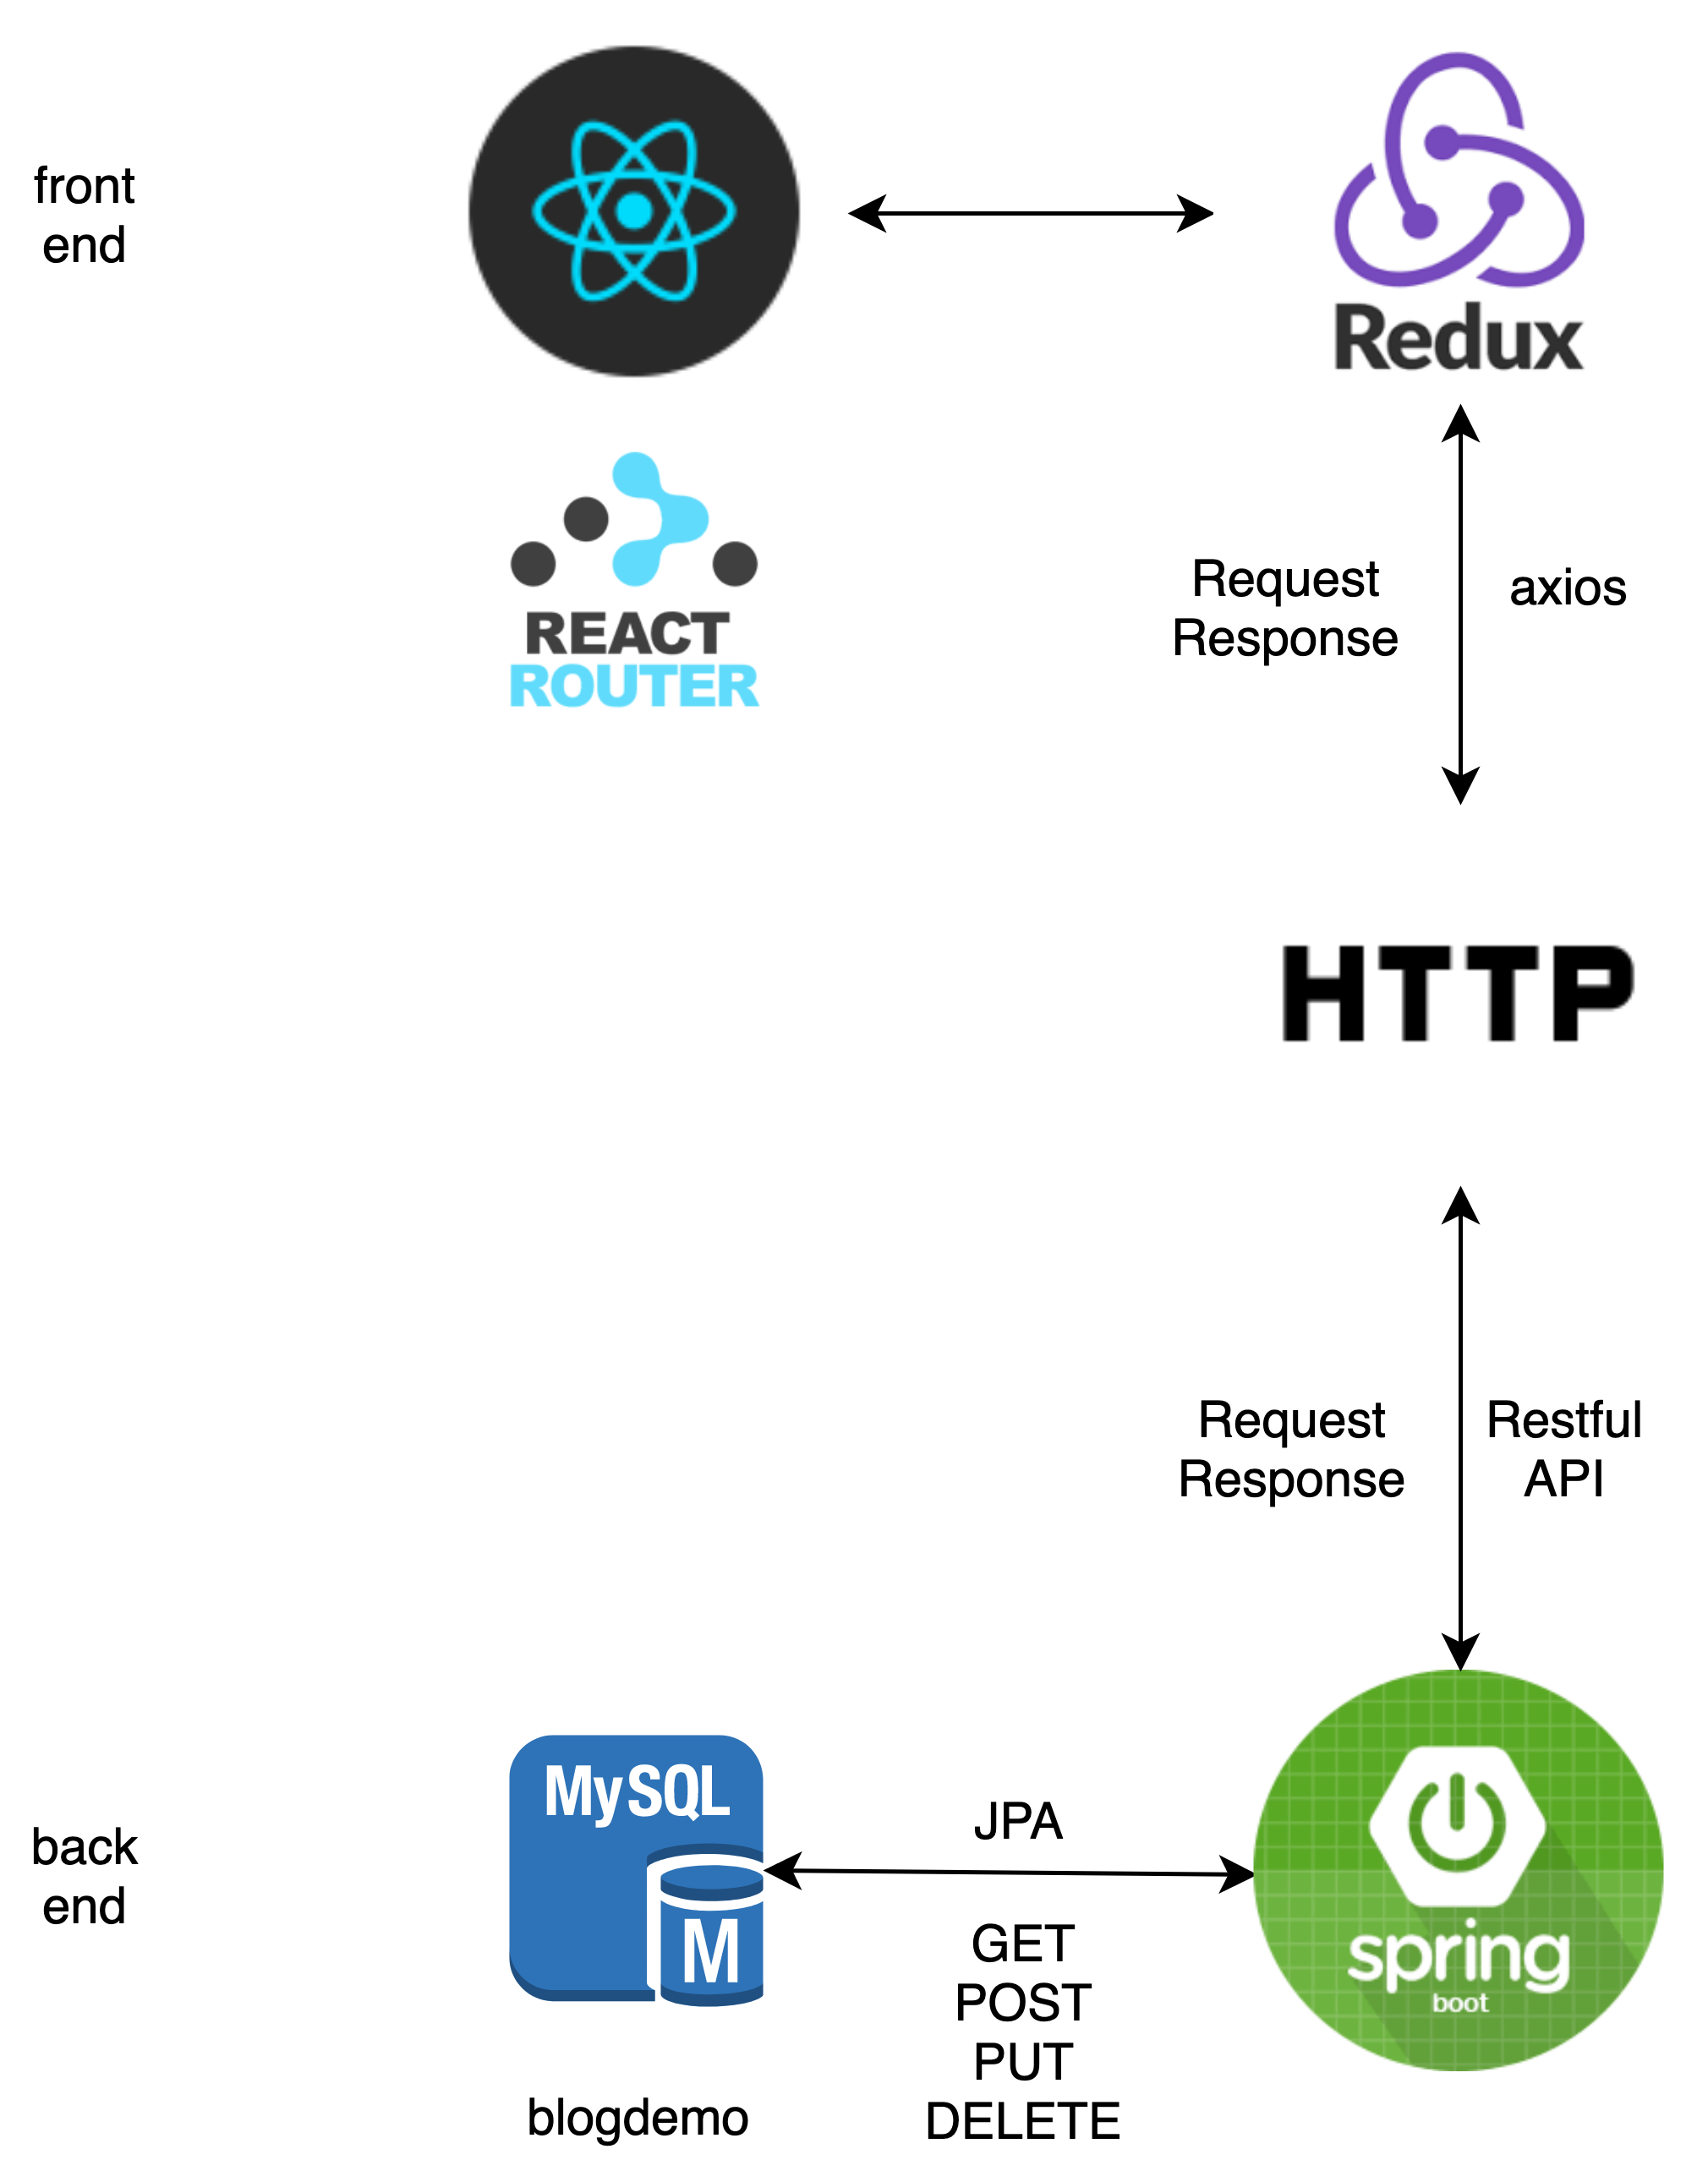 front
end
Redux
REACT
ROUTER
Request
Response
axios
HTTP
Request
Response
Restful
API
back
end
MySQL
M
blogdemo
JPA
GET
POST
PUT
DELETE
spring
boot